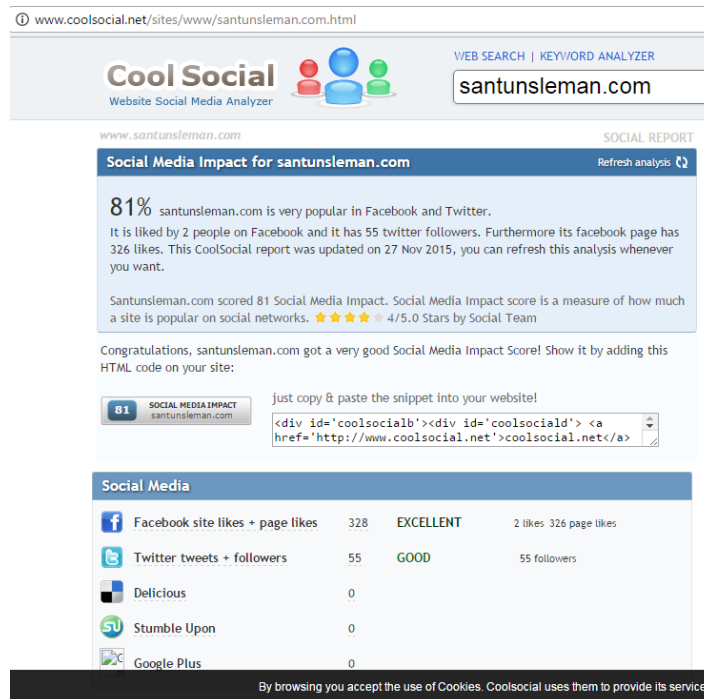 www.coolsocial.net/sites/www/santunsleman.com.html
WEB SEARCH | KEYWORD ANALYZER
Cool Social
Website Social Media Analyzer
santunsleman.com
www.santunsleman.com
SOCIAL REPORT
Social Media Impact for santunsleman.com
Refresh analysis
81% santunsleman.com is very popular in Facebook and Twitter.
It is liked by 2 people on Facebook and it has 55 twitter followers. Furthermore its facebook page has
326 likes. This CoolSocial report was updated on 27 Nov 2015, you can refresh this analysis whenever
you want.
Santunsleman.com scored 81 Social Media Impact. Social Media Impact score is a measure of how much
a site is popular on social networks. 4/5.0 Stars by Social Team
Congratulations, santunsleman.com got a very good Social Media Impact Score! Show it by adding this
HTML code on your site:
just copy & paste the snippet into your website!
81 SOCIAL MEDIA IMPACT
santunsleman.com
<div id='coolsocialb'><div id='coolsociald'> <a
href='http://www.coolsocial.net'>coolsocial.net</a>
Social Media
Facebook site likes + page likes 328 EXCELLENT 2 likes 326 page likes
Twitter tweets + followers 55 GOOD 55 followers
Delicious 0
Stumble Upon 0
Google Plus 0
By browsing you accept the use of Cookies. Coolsocial uses them to provide its service